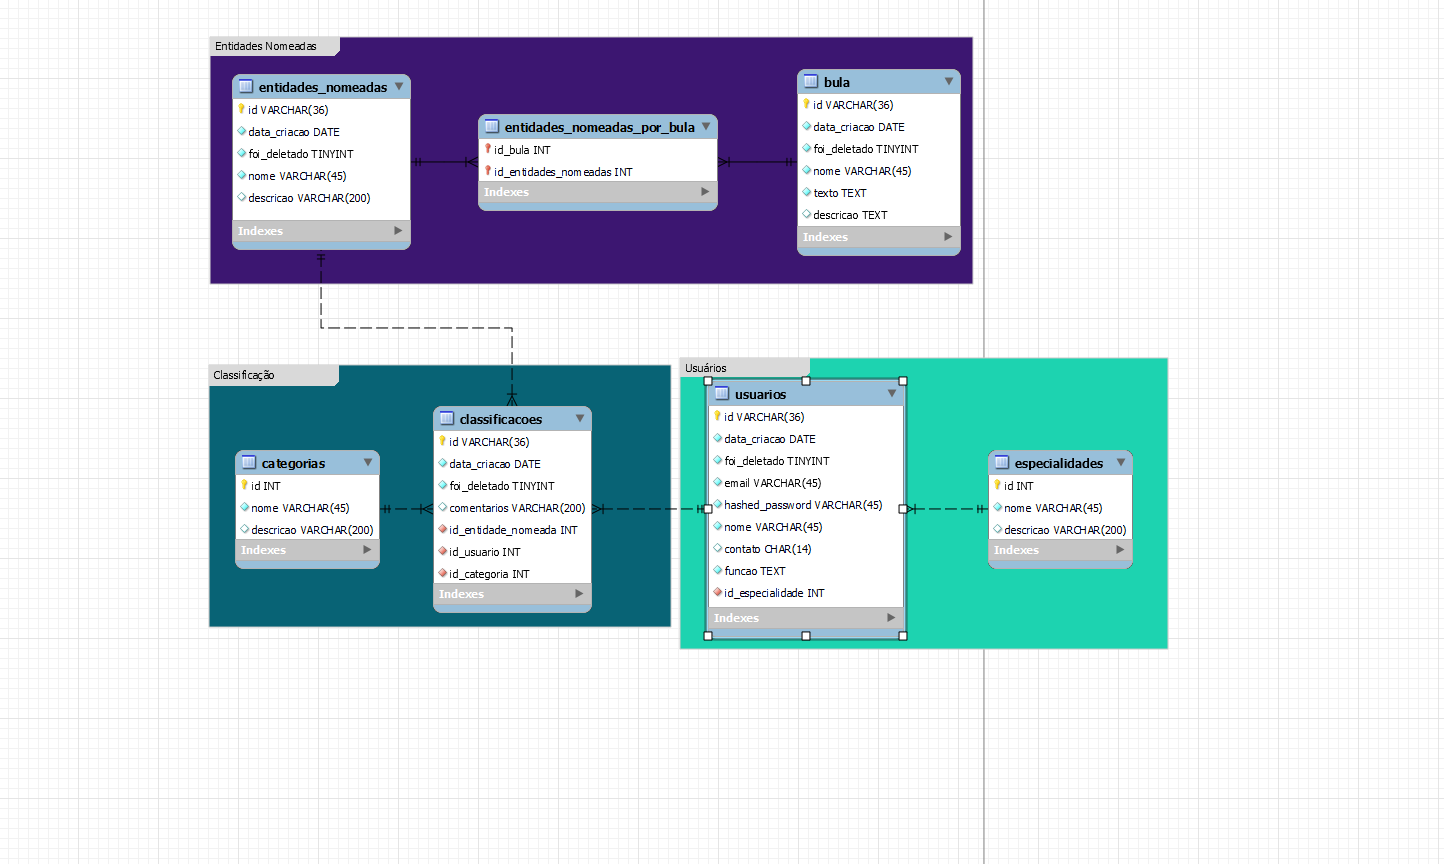 Entidades Nomeadas
entidades_nomeadas
id VARCHAR(36)
data_criacao DATE
foi_deletado TINYINT
nome VARCHAR(45)
descricao VARCHAR(200)
Indexes
entidades_nomeadas_por_bula
id_bula INT
id_entidades_nomeadas INT
Indexes
bula
id VARCHAR(36)
data_criacao DATE
foi_deletado TINYINT
nome VARCHAR(45)
texto TEXT
descricao TEXT
Indexes
Classificação
categorias
id INT
nome VARCHAR(45)
descricao VARCHAR(200)
Indexes
classificacoes
id VARCHAR(36)
data_criacao DATE
foi_deletado TINYINT
comentarios VARCHAR(200)
id_entidade_nomeada INT
id_usuario INT
id_categoria INT
Indexes
Usuários
usuarios
id VARCHAR(36)
data_criacao DATE
foi_deletado TINYINT
email VARCHAR(45)
hashed_password VARCHAR(45)
nome VARCHAR(45)
contato CHAR(14)
funcao TEXT
id_especialidade INT
Indexes
especialidades
id INT
nome VARCHAR(45)
descricao VARCHAR(200)
Indexes